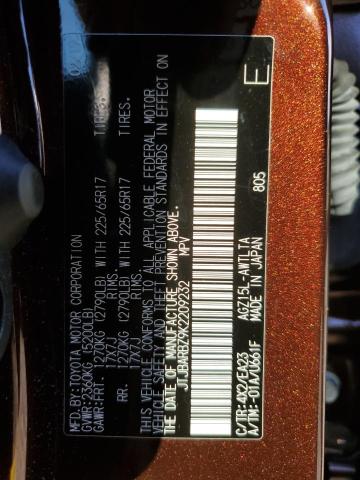 MFD.BY:TOYOTA MOTOR CORPORATION
GVWR:2360KG (5200LB)
GAWR:FRT. 1270KG (2790LB) WITH 225/65R17 TIRES.
17X7J RIMS.
RR. 1270KG (2790LB) WITH 225/65R17 TIRES.
17X7J RIMS.
THIS VEHICLE CONFORMS TO ALL APPLICABLE FEDERAL MOTOR
VEHICLE SAFETY AND THEFT PREVENTION STANDARDS IN EFFECT ON
THE DATE OF MANUFACTURE SHOWN ABOVE.
MPV
C/TR:4X2/EA23 AGZ15L-AWTLTA
A/TM:-01A/U661F MADE IN JAPAN
805
E